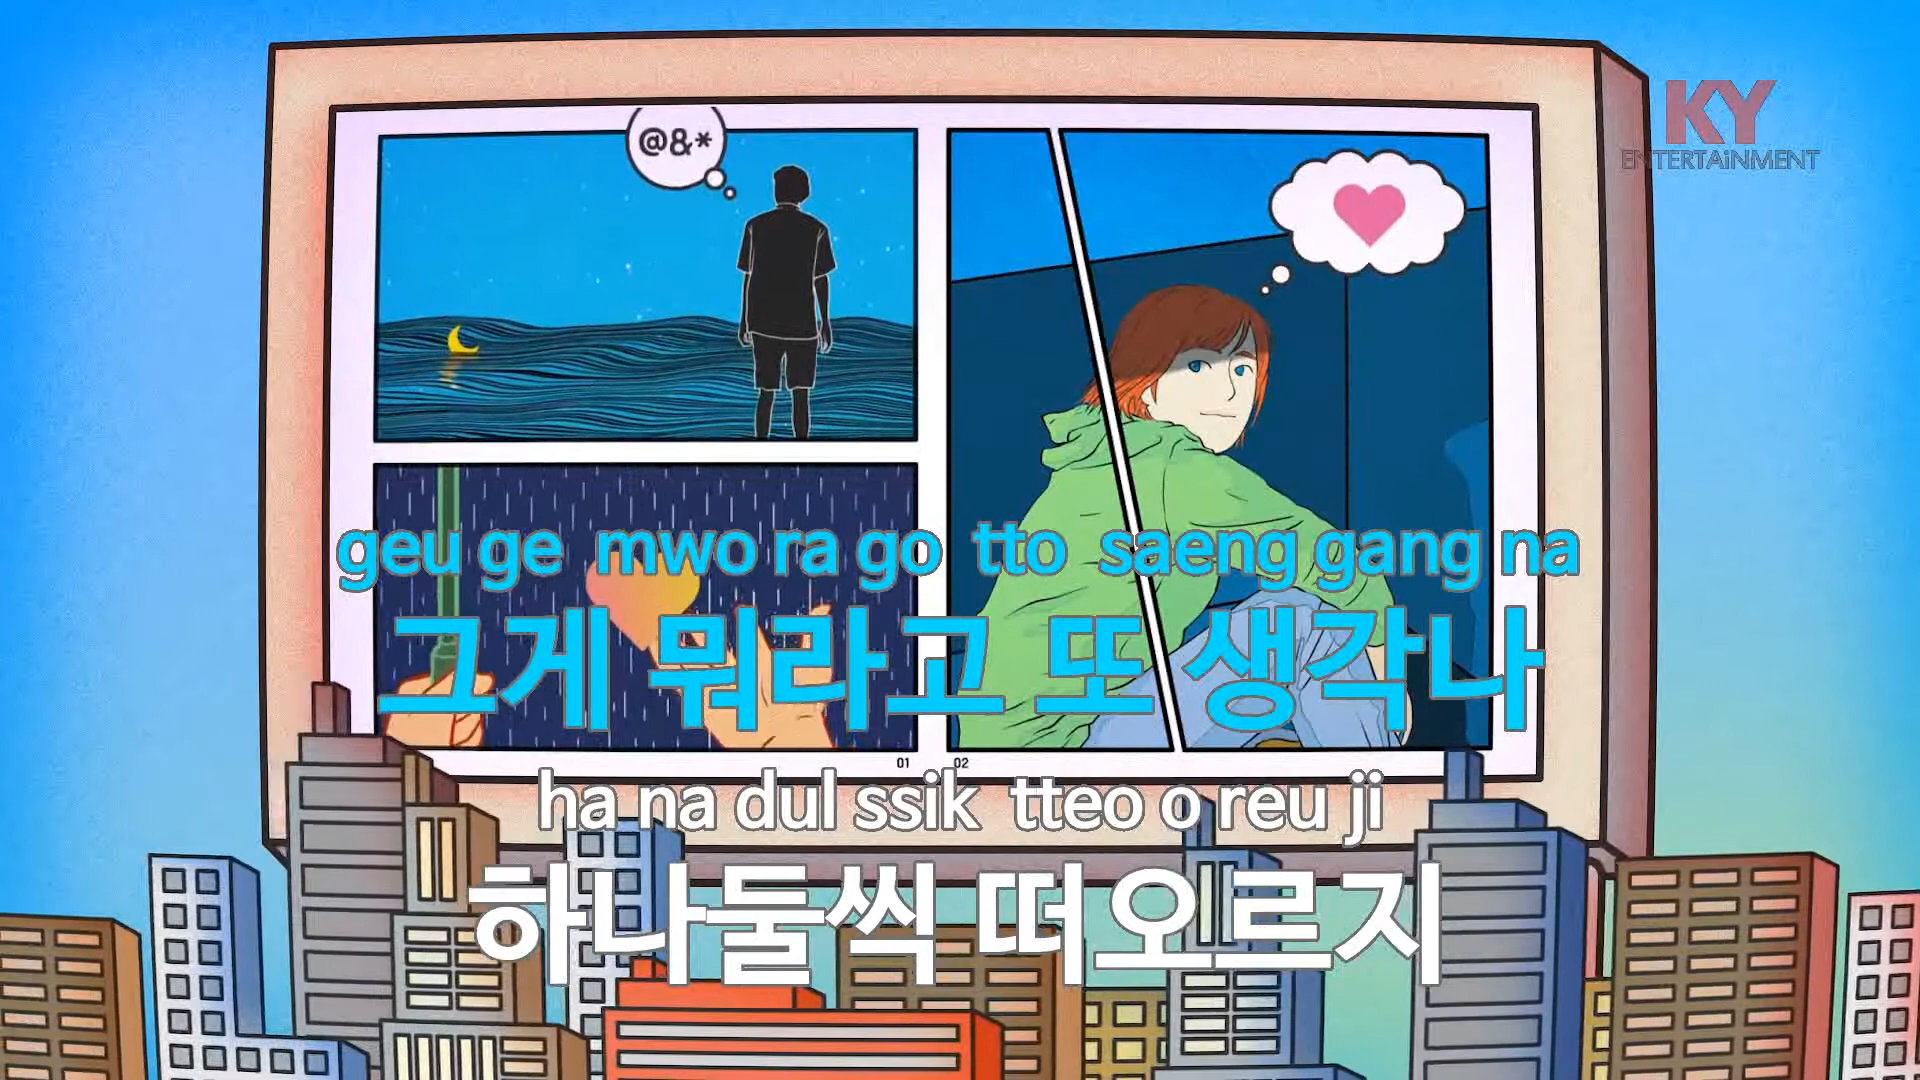 @&*
KY
ENTERTAiNMENT
geu ge mwo ra go tto saeng gang na
그게 뭐라고 또 생각나
01 02
ha na dul ssik tteo o reu ji
하나둘씩 떠오르지